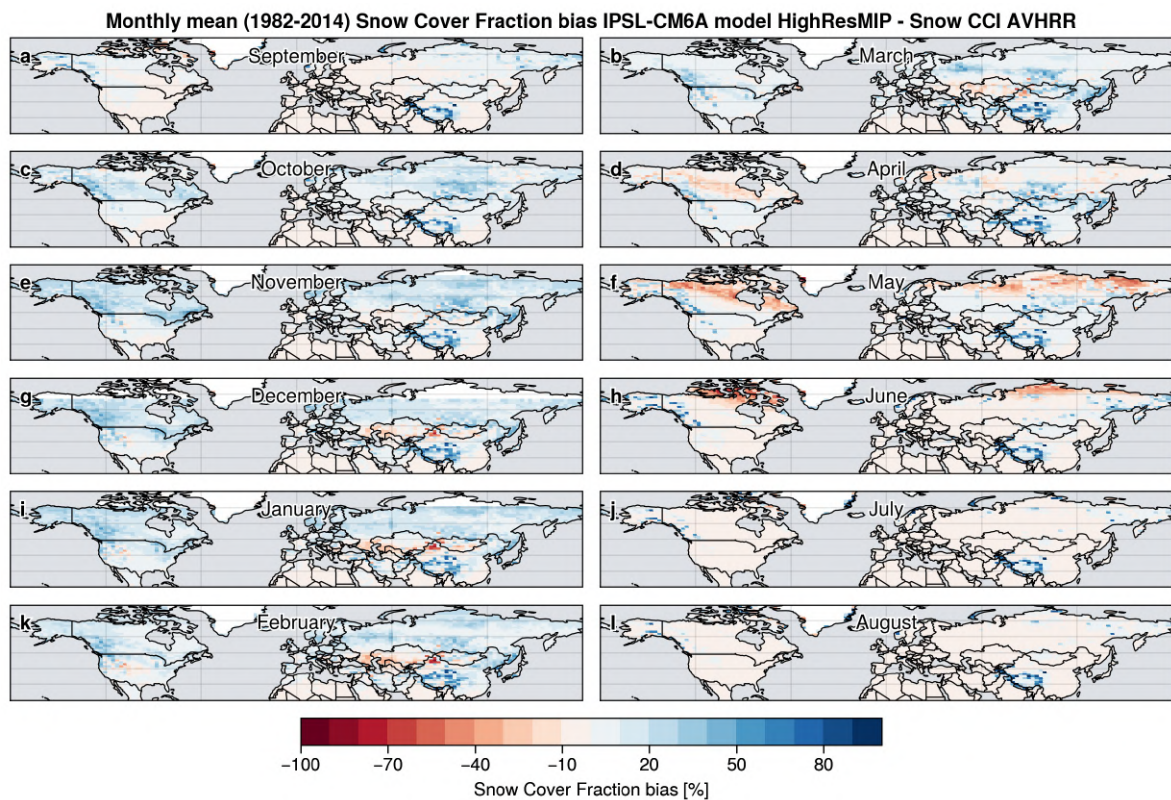 Monthly mean (1982-2014) Snow Cover Fraction bias IPSL-CM6A model HighResMIP - Snow CCI AVHRR
a September
b March
c October
d April
e November
f May
g December
h June
i January
j July
k February
l August
−100 −70 −40 −10 20 50 80
Snow Cover Fraction bias [%]